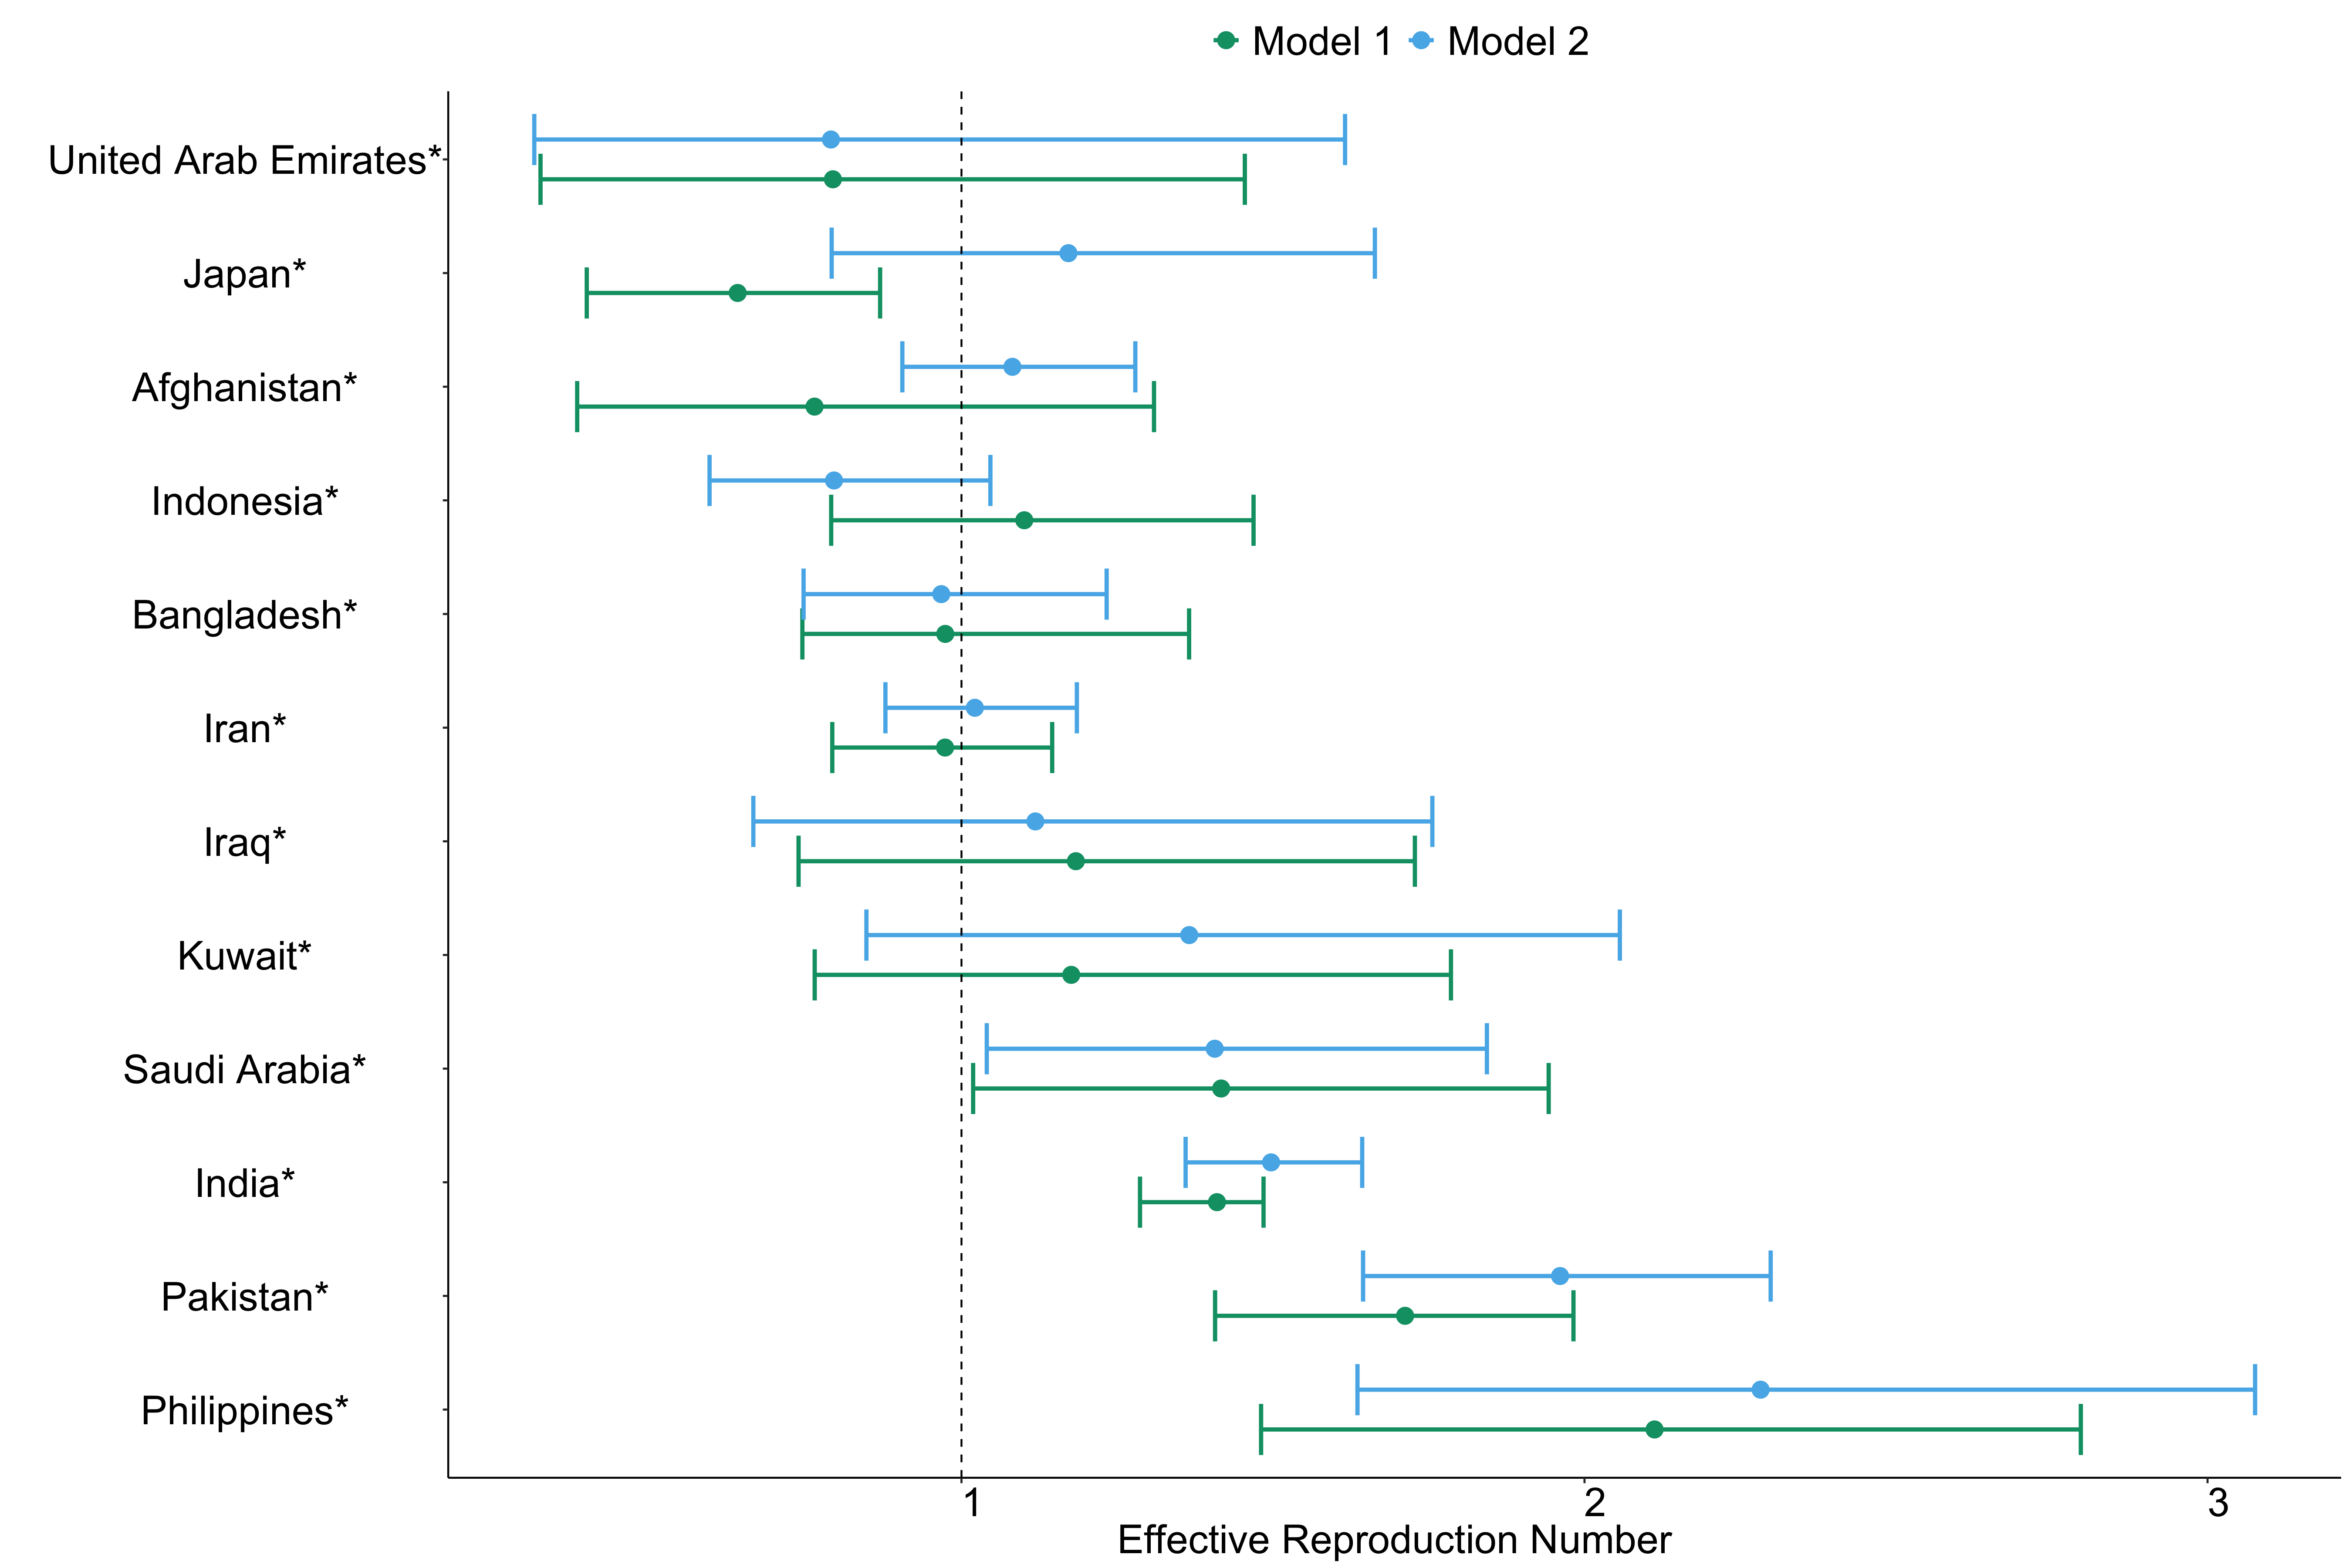 Model 1 Model 2
United Arab Emirates*
Japan*
Afghanistan*
Indonesia*
Bangladesh*
Iran*
Iraq*
Kuwait*
Saudi Arabia*
India*
Pakistan*
Philippines*
1 2 3
Effective Reproduction Number